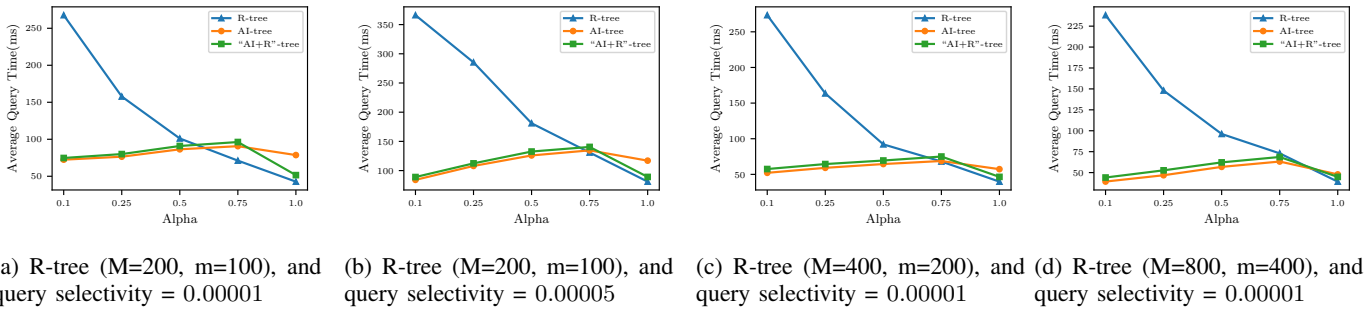 250
200
150
100
50
Average Query Time(ms)
0.1 0.25 0.5 0.75 1.0
Alpha
R-tree
AI-tree
“AI+R”-tree
350
300
250
200
150
100
Average Query Time(ms)
0.1 0.25 0.5 0.75 1.0
Alpha
R-tree
AI-tree
“AI+R”-tree
250
200
150
100
50
Average Query Time(ms)
0.1 0.25 0.5 0.75 1.0
Alpha
R-tree
AI-tree
“AI+R”-tree
225
200
175
150
125
100
75
50
Average Query Time(ms)
0.1 0.25 0.5 0.75 1.0
Alpha
R-tree
AI-tree
“AI+R”-tree
a) R-tree (M=200, m=100), and
query selectivity = 0.00001
(b) R-tree (M=200, m=100), and
query selectivity = 0.00005
(c) R-tree (M=400, m=200), and
query selectivity = 0.00001
(d) R-tree (M=800, m=400), and
query selectivity = 0.00001